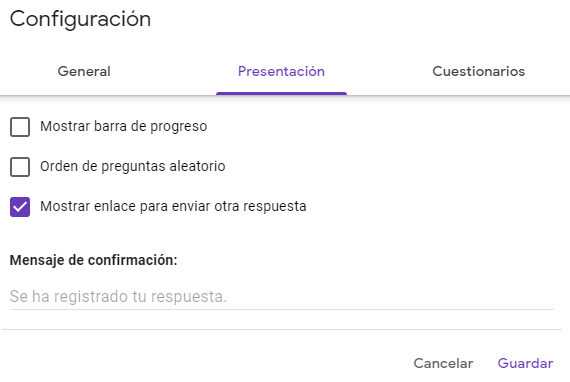 Configuración
General Presentación Cuestionarios
Mostrar barra de progreso
Orden de preguntas aleatorio
Mostrar enlace para enviar otra respuesta
Mensaje de confirmación:
Se ha registrado tu respuesta.
Cancelar Guardar